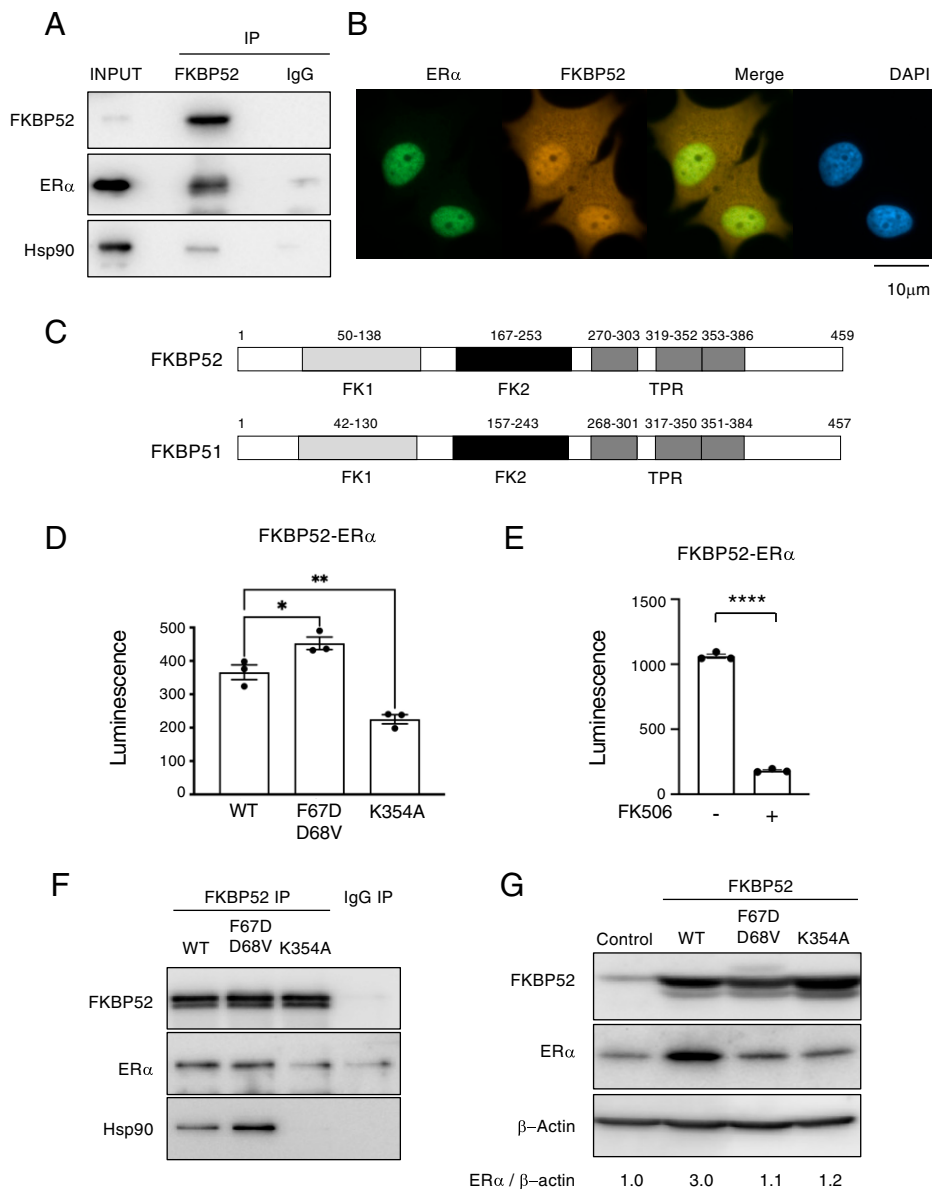 A
IP
INPUT FKBP52 IgG
FKBP52
ERα
Hsp90
B
ERα FKBP52 Merge DAPI
10μm
C
1 50-138 167-253 270-303 319-352 353-386 459
FKBP52
FK1 FK2 TPR
1 42-130 157-243 268-301 317-350 351-384 457
FKBP51
FK1 FK2 TPR
D
FKBP52-ERα
**
*
Luminescence
500
400
300
200
100
0
WT F67D K354A
D68V
E
FKBP52-ERα
****
Luminescence
1500
1000
500
0
FK506 - +
F
FKBP52 IP IgG IP
F67D
WT D68V K354A
FKBP52
ERα
Hsp90
G
FKBP52
F67D
Control WT D68V K354A
FKBP52
ERα
β–Actin
ERα / β–actin 1.0 3.0 1.1 1.2